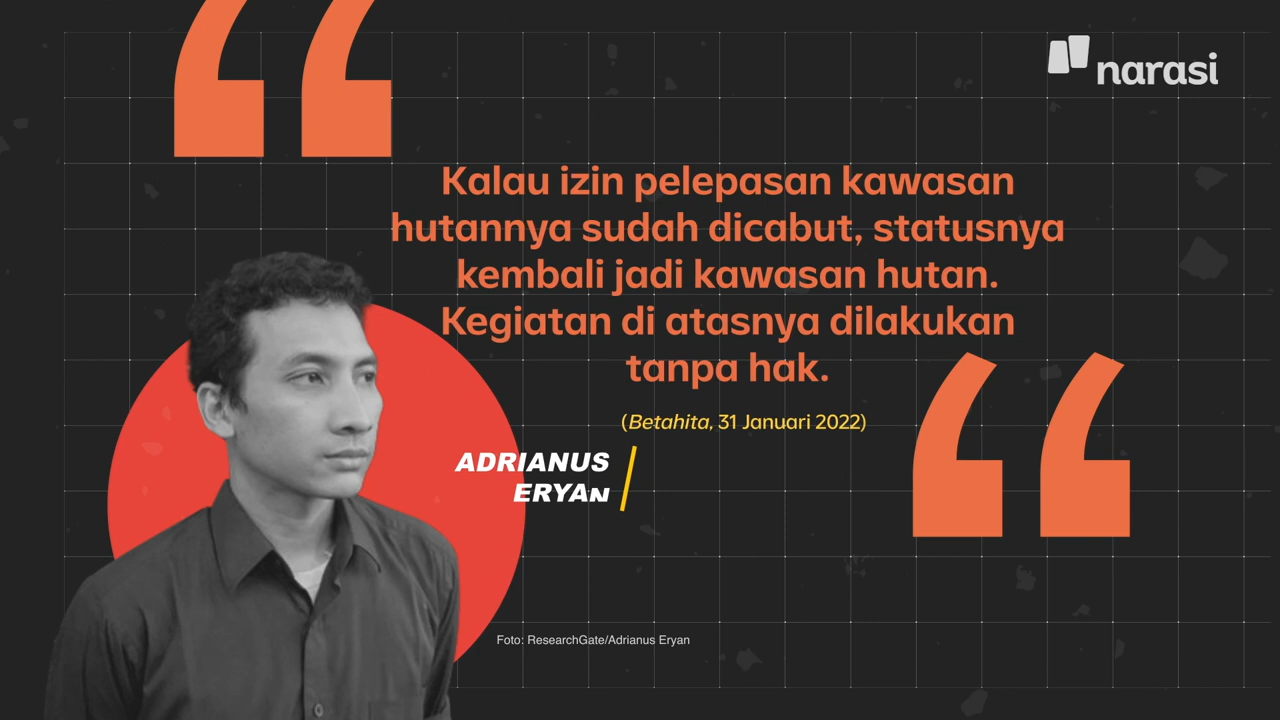 narasi
Kalau izin pelepasan kawasan
hutannya sudah dicabut, statusnya
kembali jadi kawasan hutan.
Kegiatan di atasnya dilakukan
tanpa hak.
(Betahita, 31 Januari 2022)
ADRIANUS
ERYAN
Foto: ResearchGate/Adrianus Eryan